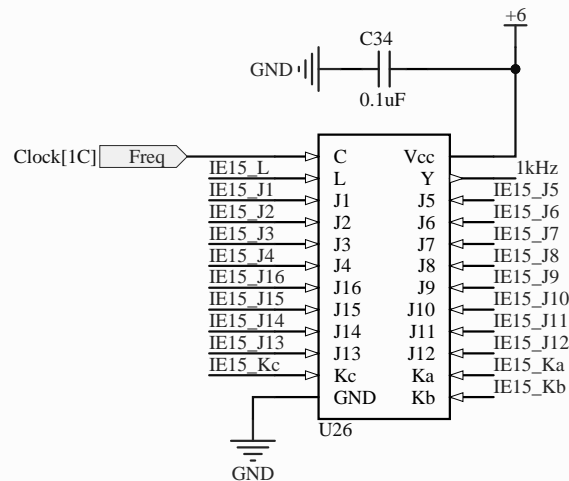 +6
C34
GND
0.1uF
Clock[1C] Freq
IE15_L
IE15_J1
IE15_J2
IE15_J3
IE15_J4
IE15_J16
IE15_J15
IE15_J14
IE15_J13
IE15_Kc
C Vcc
L Y
J1 J5
J2 J6
J3 J7
J4 J8
J16 J9
J15 J10
J14 J11
J13 J12
Kc Ka
GND Kb
1kHz
IE15_J5
IE15_J6
IE15_J7
IE15_J8
IE15_J9
IE15_J10
IE15_J11
IE15_J12
IE15_Ka
IE15_Kb
U26
GND